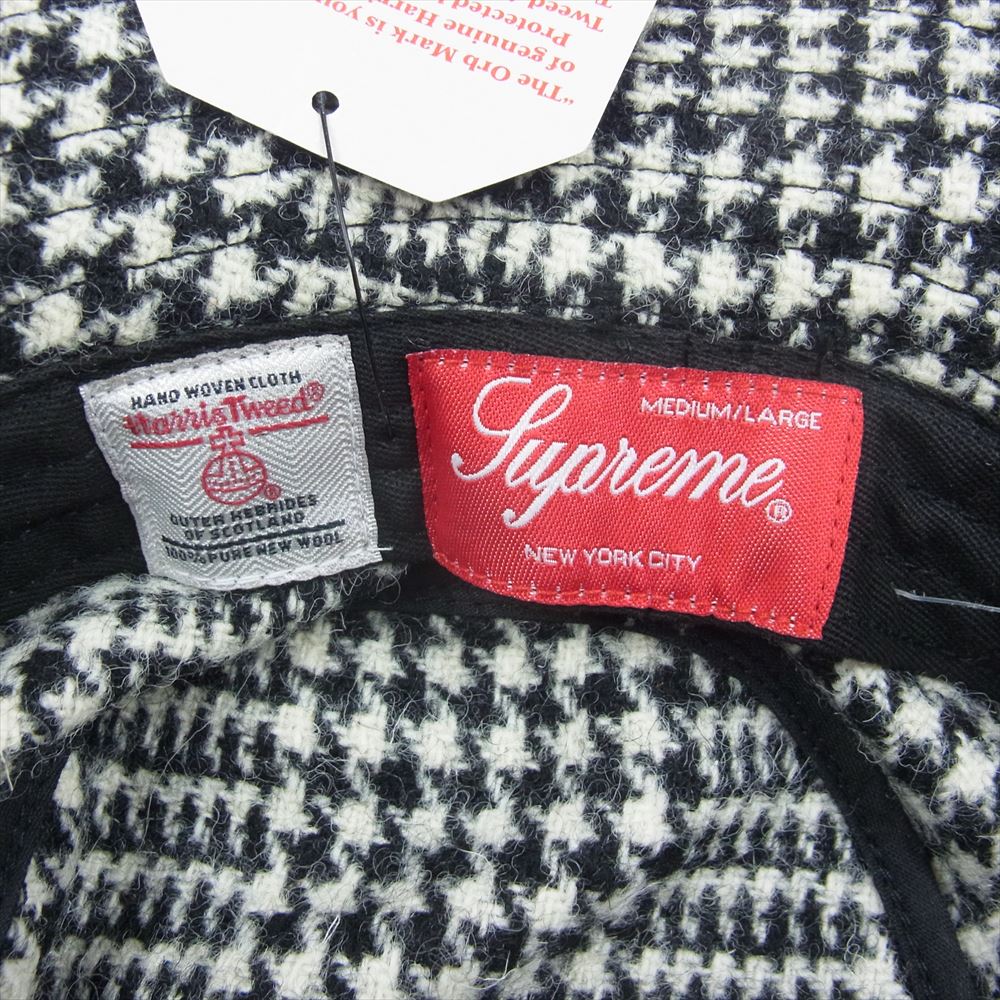 "The Orb Mark is you
of genuine Harri
Protected
Tweed
HAND WOVEN CLOTH
Harris Tweed®
®
OUTER HEBRIDES
OF SCOTLAND
100% PURE NEW WOOL
MEDIUM/LARGE
Supreme®
NEW YORK CITY